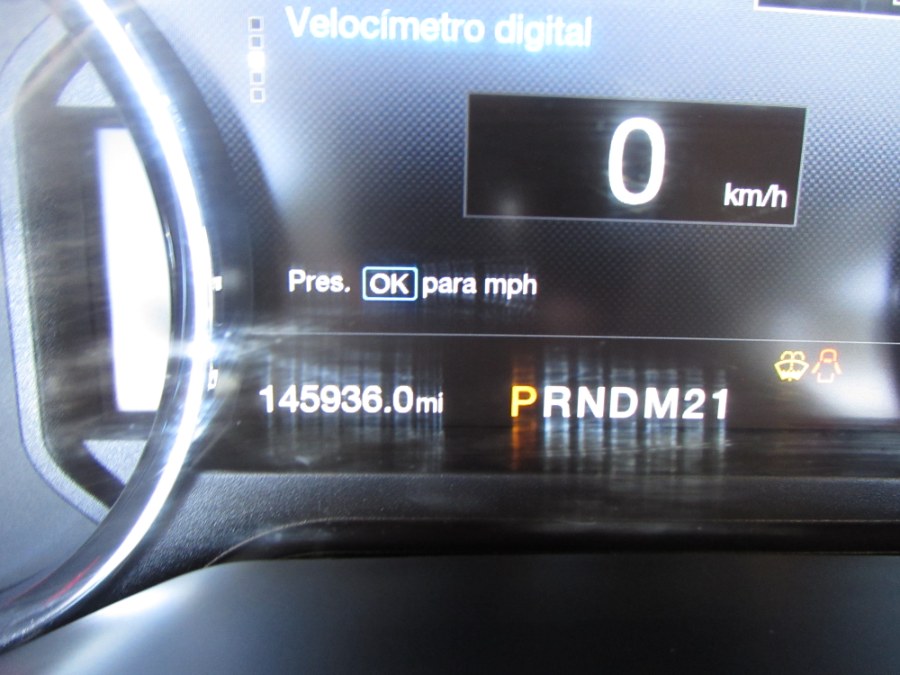 Velocímetro digital
0
km/h
Pres. OK para mph
145936.0mi
PRNDM21